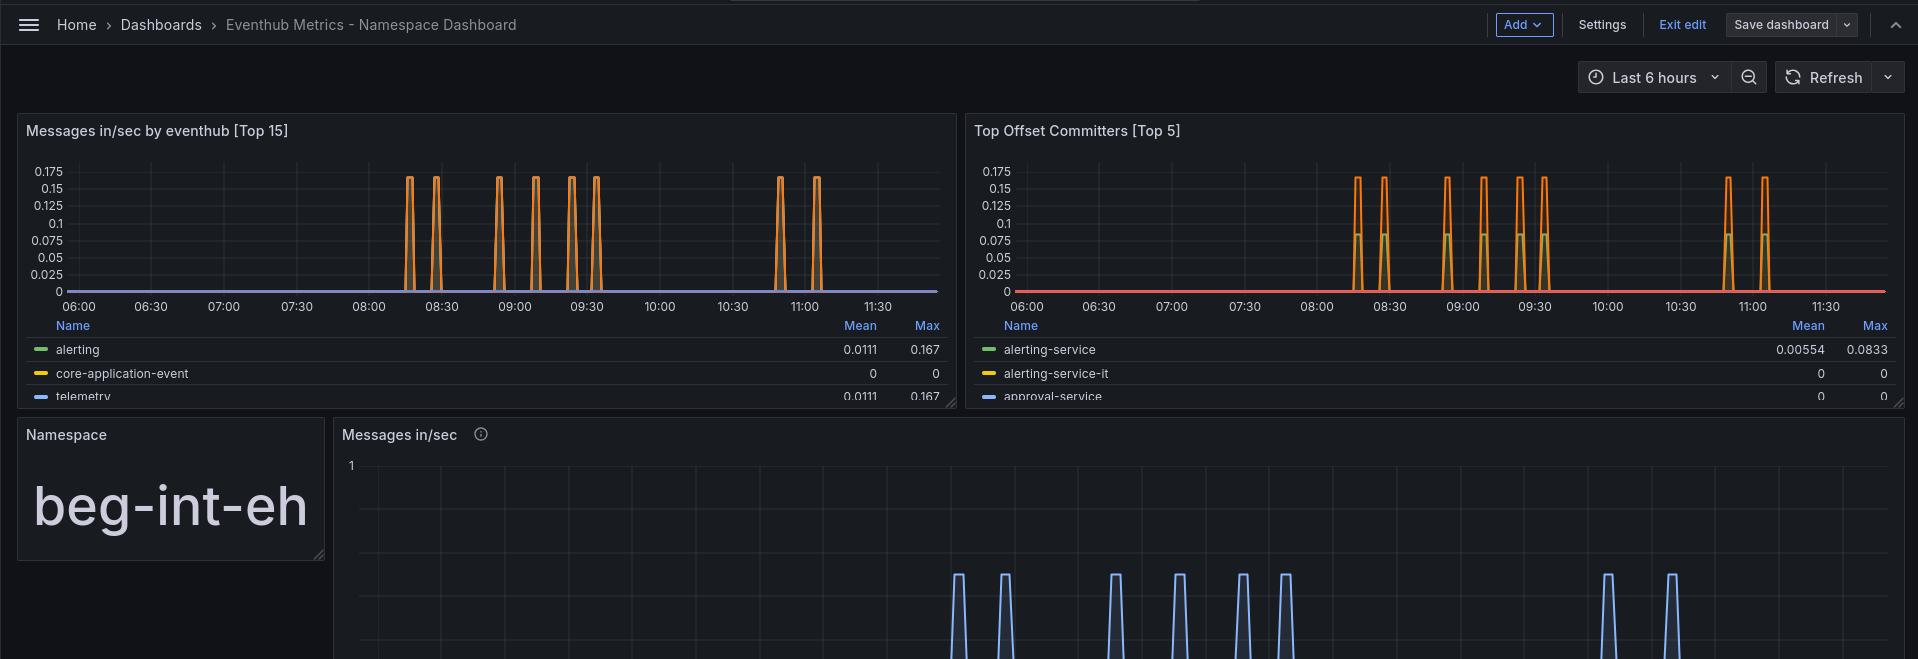 Home > Dashboards > Eventhub Metrics - Namespace Dashboard
Add Settings Exit edit Save dashboard
Last 6 hours Refresh
Messages in/sec by eventhub [Top 15]
0.175
0.15
0.125
0.1
0.075
0.05
0.025
0
06:00 06:30 07:00 07:30 08:00 08:30 09:00 09:30 10:00 10:30 11:00 11:30
Name Mean Max
alerting 0.0111 0.167
core-application-event 0 0
telemetry 0.0111 0.167
Top Offset Committers [Top 5]
0.175
0.15
0.125
0.1
0.075
0.05
0.025
0
06:00 06:30 07:00 07:30 08:00 08:30 09:00 09:30 10:00 10:30 11:00 11:30
Name Mean Max
alerting-service 0.00554 0.0833
alerting-service-it 0 0
approval-service 0 0
Namespace
beg-int-eh
Messages in/sec
1